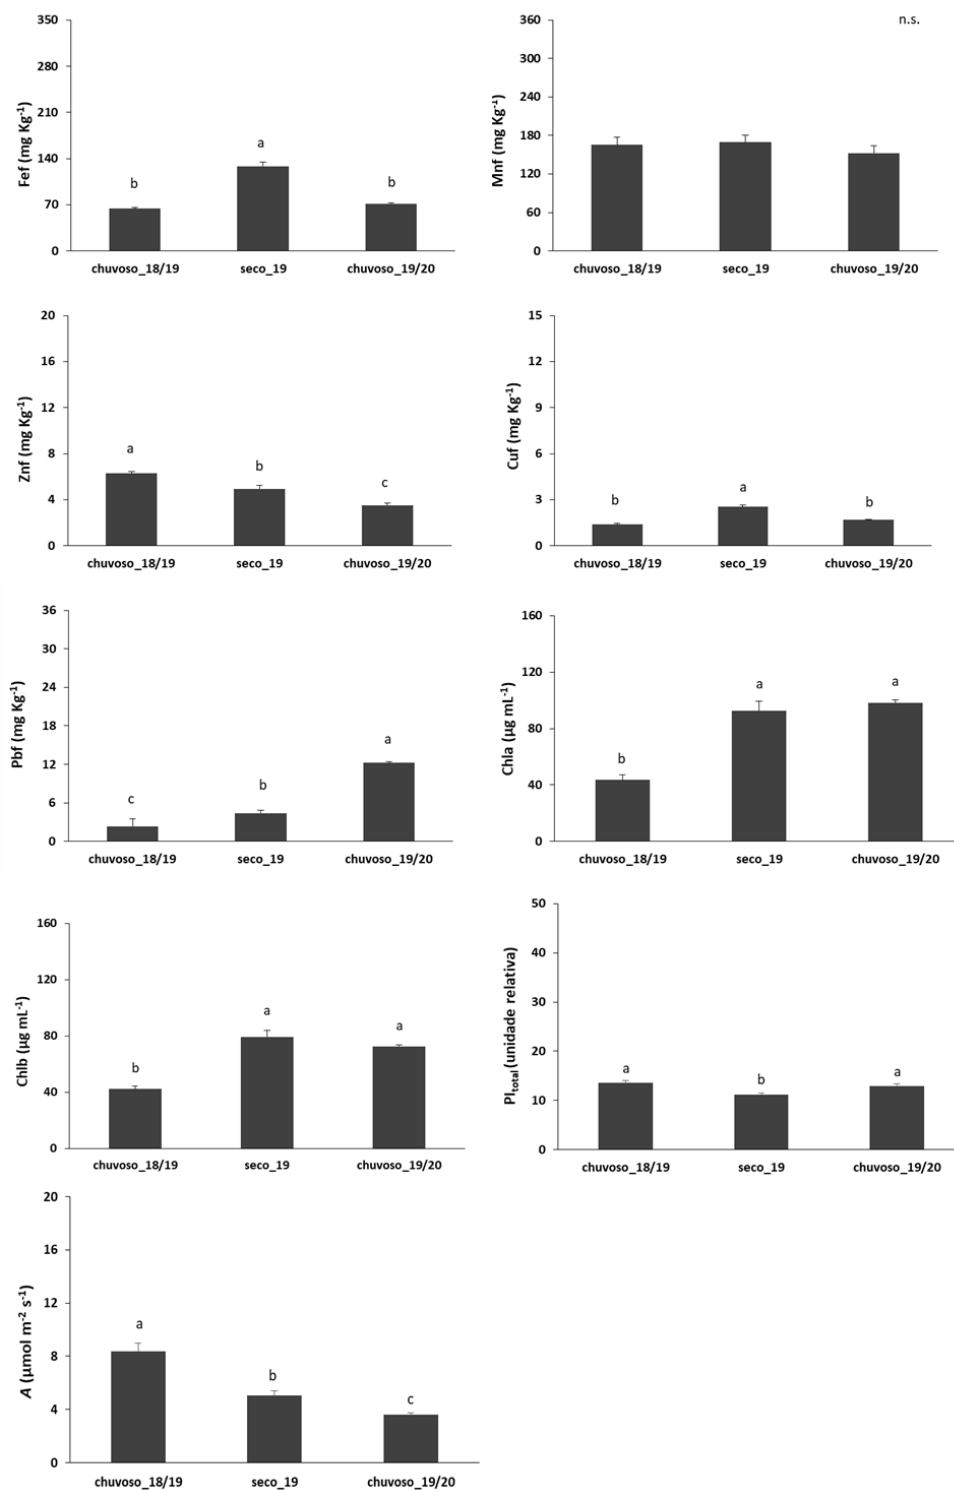 350
280
210
140
70
0
Fef (mg Kg-1)
b
a
b
chuvoso_18/19 seco_19 chuvoso_19/20
n.s.
360
300
240
180
120
60
0
Mnf (mg Kg-1)
chuvoso_18/19 seco_19 chuvoso_19/20
20
16
12
8
4
0
Znf (mg Kg-1)
a
b
c
chuvoso_18/19 seco_19 chuvoso_19/20
15
12
9
6
3
0
Cuf (mg Kg-1)
b
a
b
chuvoso_18/19 seco_19 chuvoso_19/20
36
30
24
18
12
6
0
Pbf (mg Kg-1)
c
b
a
chuvoso_18/19 seco_19 chuvoso_19/20
160
120
80
40
0
Chla (µg mL-1)
b
a
a
chuvoso_18/19 seco_19 chuvoso_19/20
160
120
80
40
0
Chlb (µg mL-1)
b
a
a
chuvoso_18/19 seco_19 chuvoso_19/20
50
40
30
20
10
0
PItotal (unidade relativa)
a
b
a
chuvoso_18/19 seco_19 chuvoso_19/20
20
16
12
8
4
0
A (µmol m-2 s-1)
a
b
c
chuvoso_18/19 seco_19 chuvoso_19/20